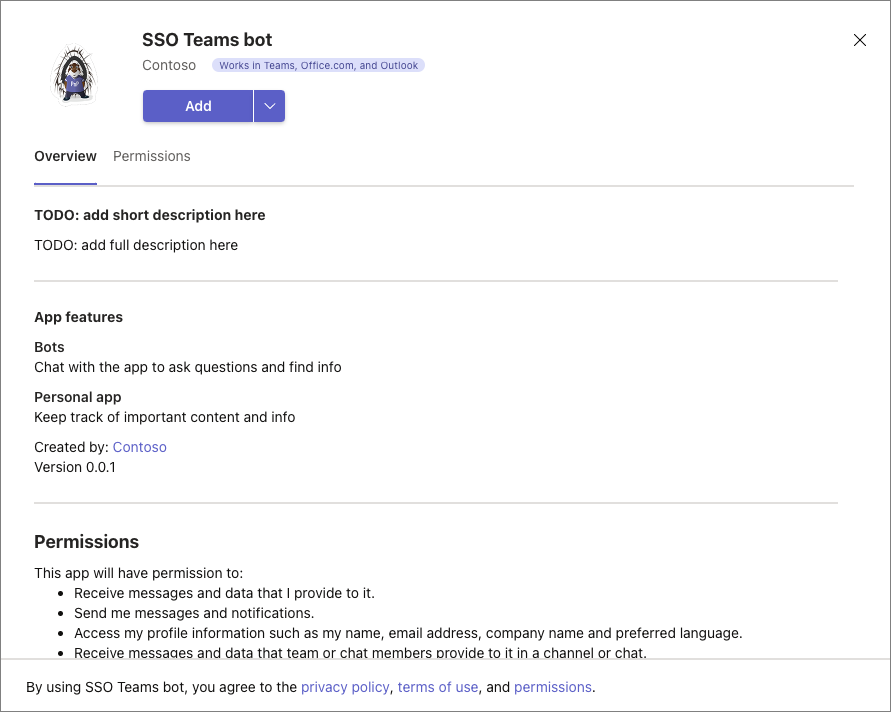 SSO Teams bot
Contoso Works in Teams, Office.com, and Outlook
Add
Overview Permissions
TODO: add short description here
TODO: add full description here
App features
Bots
Chat with the app to ask questions and find info
Personal app
Keep track of important content and info
Created by: Contoso
Version 0.0.1
Permissions
This app will have permission to:
• Receive messages and data that I provide to it.
• Send me messages and notifications.
• Access my profile information such as my name, email address, company name and preferred language.
• Receive messages and data that team or chat members provide to it in a channel or chat.
By using SSO Teams bot, you agree to the privacy policy, terms of use, and permissions.